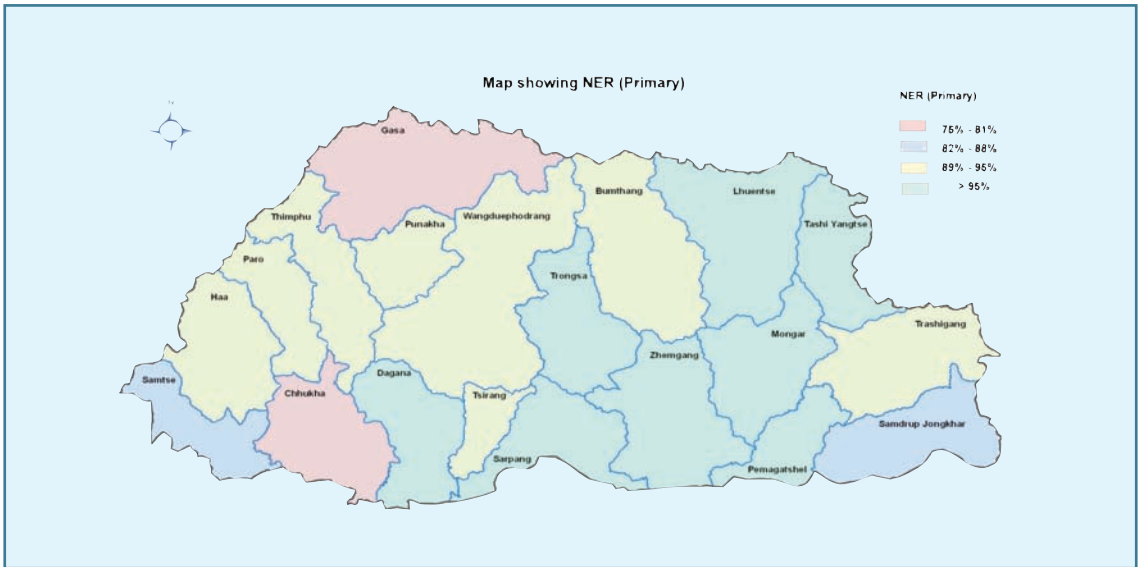 Map showing NER (Primary)
NER (Primary)
75% - 81%
82% - 88%
89% - 95%
> 95%
Gasa
Bumthang
Lhuentse
Thimphu
Punakha
Wangduephodrang
Tashi Yangtse
Paro
Trongsa
Haa
Trashigang
Mongar
Zhemgang
Samtse
Dagana
Chhukha
Tsirang
Samdrup Jongkhar
Sarpang
Pemagatshel